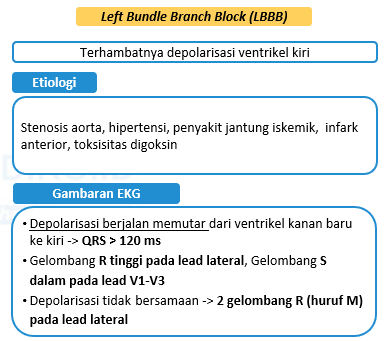 Left Bundle Branch Block (LBBB)
Terhambatnya depolarisasi ventrikel kiri
Etiologi
Stenosis aorta, hipertensi, penyakit jantung iskemik, infark
anterior, toksisitas digoksin
Gambaran EKG
• Depolarisasi berjalan memutar dari ventrikel kanan baru
ke kiri -> QRS > 120 ms
• Gelombang R tinggi pada lead lateral, Gelombang S
dalam pada lead V1-V3
• Depolarisasi tidak bersamaan -> 2 gelombang R (huruf M)
pada lead lateral